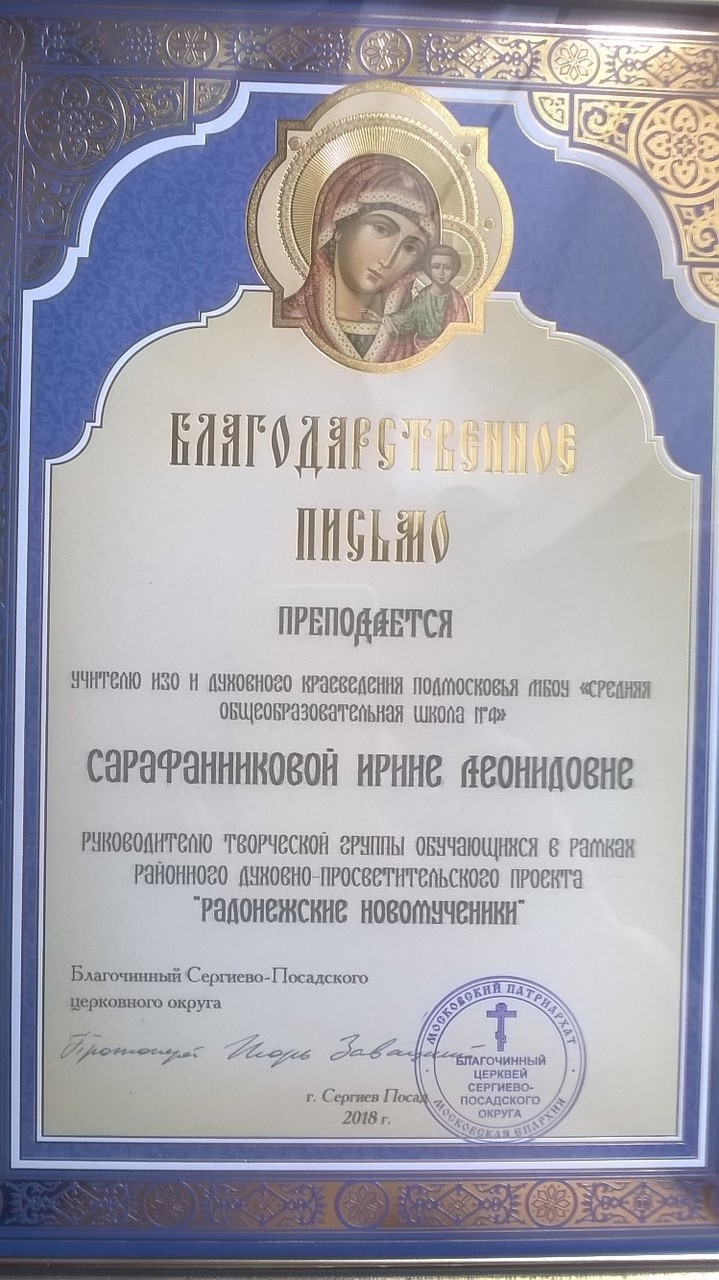 БЛАГОДАРСТВЕННОЕ
ПИСЬМО
ПРЕПОДАЕТСЯ
УЧИТЕЛЮ ИЗО И ДУХОВНОГО КРАЕВЕДЕНИЯ ПОДМОСКОВЬЯ МБОУ «СРЕДНЯЯ
ОБЩЕОБРАЗОВАТЕЛЬНАЯ ШКОЛА №4»
САРАФАННИКОВОЙ ИРИНЕ ЛЕОНИДОВНЕ
РУКОВОДИТЕЛЮ ТВОРЧЕСКОЙ ГРУППЫ ОБУЧАЮЩИХСЯ В РАМКАХ
РАЙОННОГО ДУХОВНО-ПРОСВЕТИТЕЛЬСКОГО ПРОЕКТА
"РАДОНЕЖСКИЕ НОВОМУЧЕНИКИ"
Благочинный Сергиево-Посадского
церковного округа
Протоиерей Игорь Завацкий
МОСКОВСКИЙ ПАТРИАРХАТ
БЛАГОЧИННЫЙ
ЦЕРКВЕЙ
СЕРГИЕВО-
ПОСАДСКОГО
ОКРУГА
МОСКОВСКАЯ ЕПАРХИЯ
г. Сергиев Посад
2018 г.